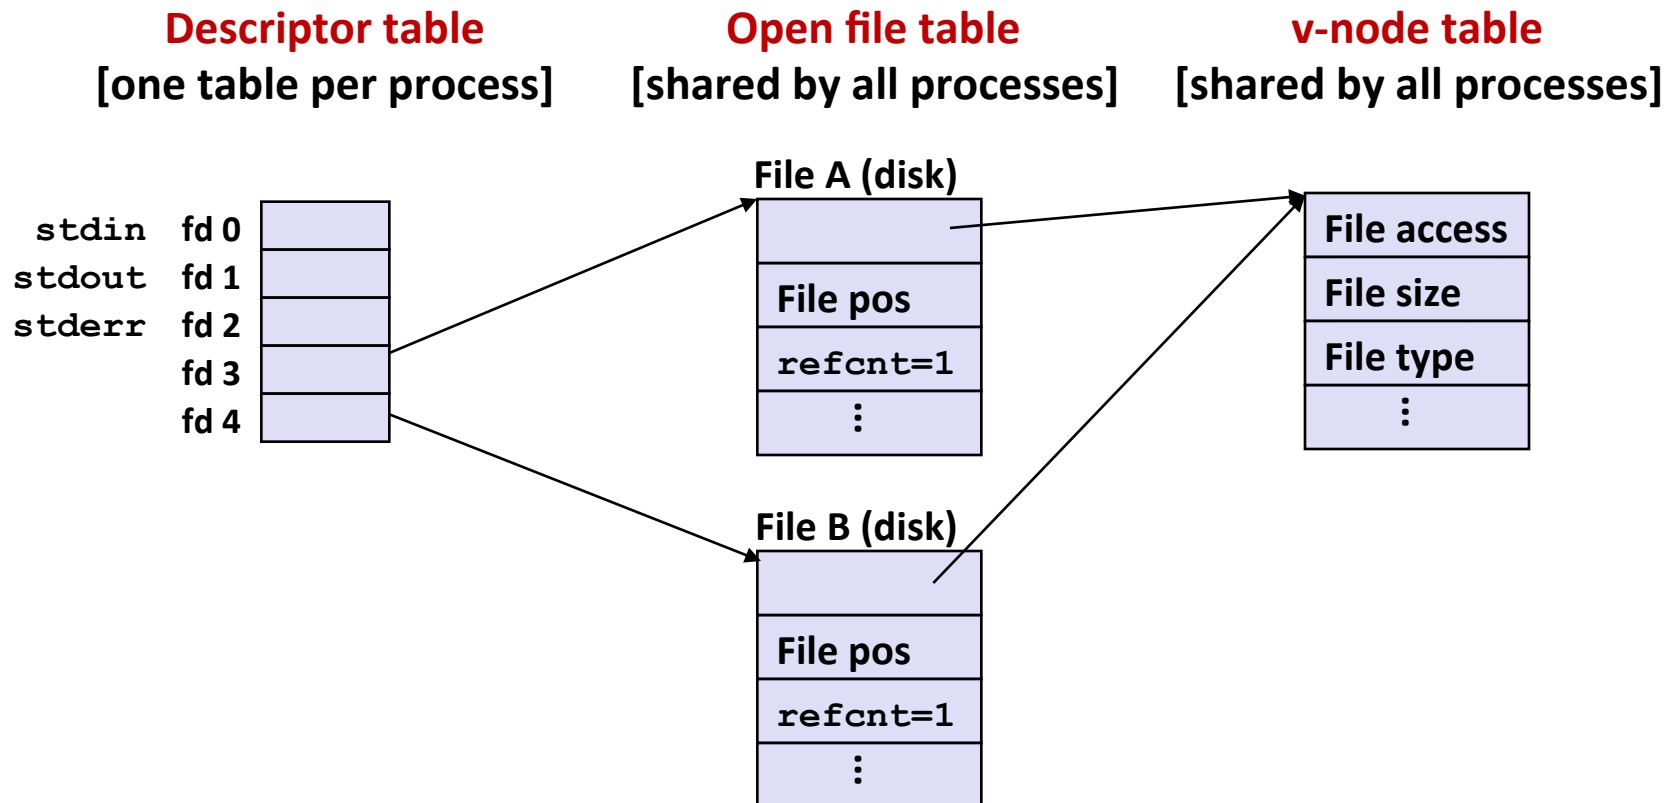 Descriptor table
[one table per process]
Open file table
[shared by all processes]
v-node table
[shared by all processes]
stdin fd 0
stdout fd 1
stderr fd 2
fd 3
fd 4
File A (disk)
File pos
refcnt=1
⋮
File B (disk)
File pos
refcnt=1
⋮
File access
File size
File type
⋮